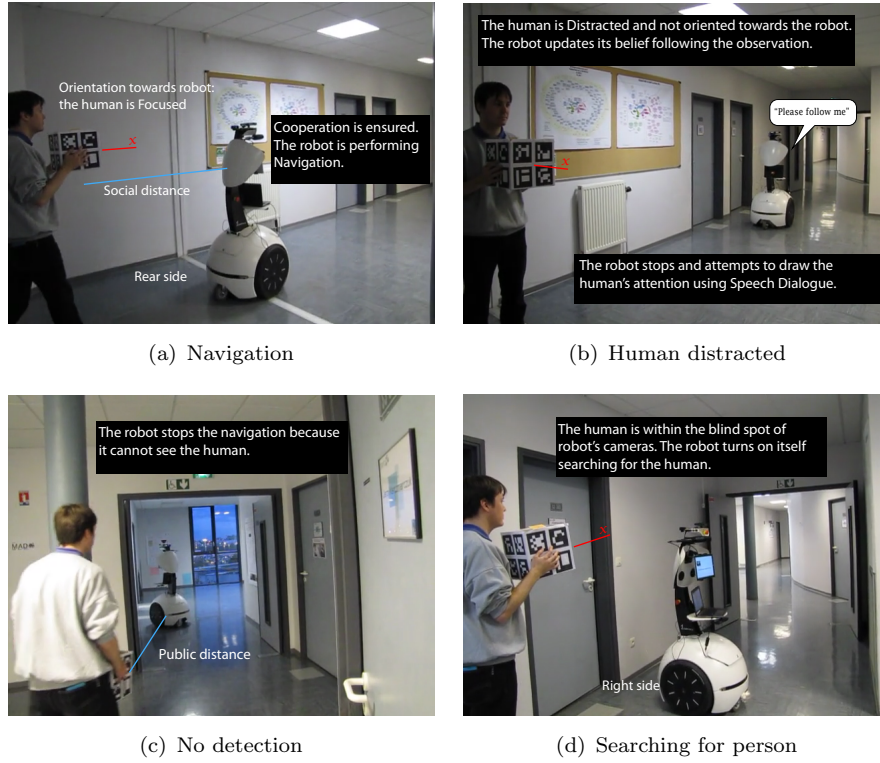 Orientation towards robot:
the human is Focused
x
Cooperation is ensured.
The robot is performing
Navigation.
Social distance
Rear side
(a) Navigation
The human is Distracted and not oriented towards the robot.
The robot updates its belief following the observation.
"Please follow me"
x
The robot stops and attempts to draw the
human's attention using Speech Dialogue.
(b) Human distracted
The robot stops the navigation because
it cannot see the human.
Public distance
(c) No detection
The human is within the blind spot of
robot's cameras. The robot turns on itself
searching for the human.
x
Right side
(d) Searching for person